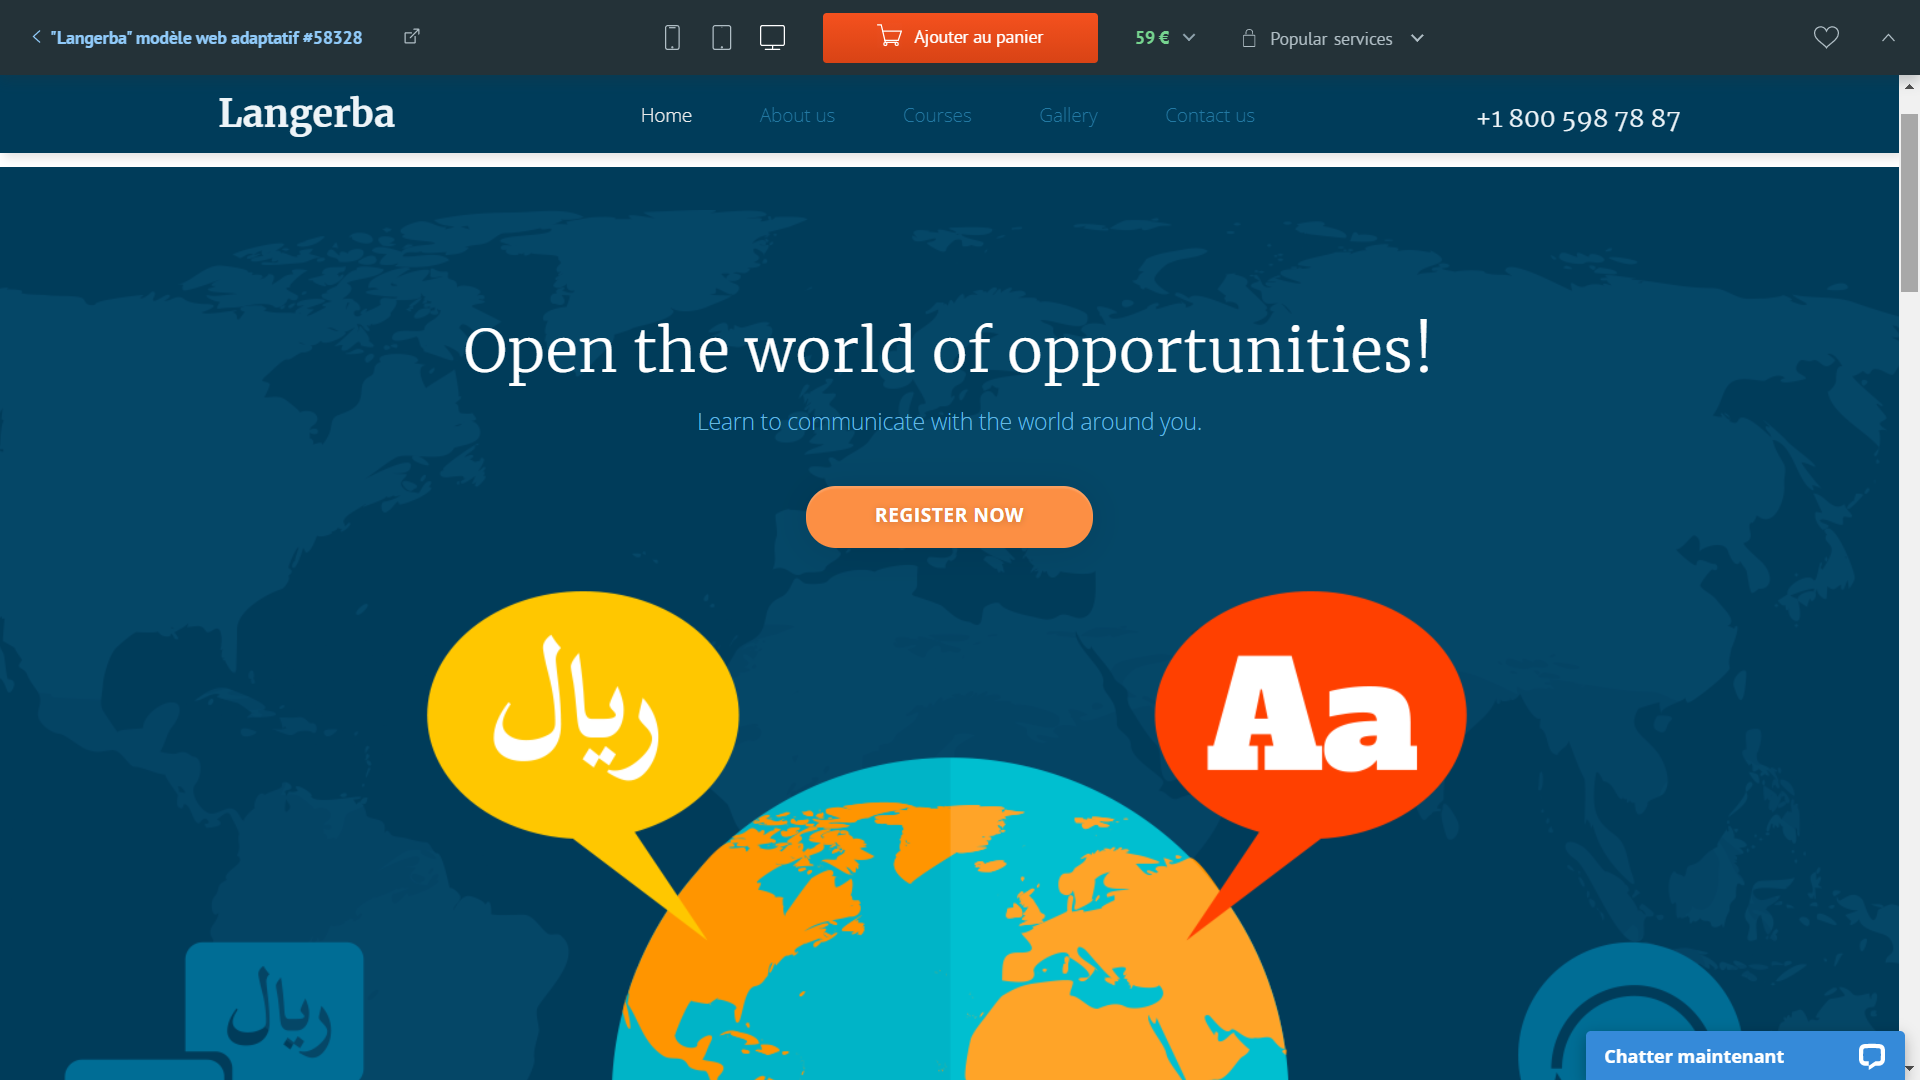 "Langerba" modèle web adaptatif #58328
Ajouter au panier
59 €
Popular services
Langerba
Home
About us
Courses
Gallery
Contact us
+1 800 598 78 87
Open the world of opportunities!
Learn to communicate with the world around you.
REGISTER NOW
ريال
Aa
ريال
Chatter maintenant